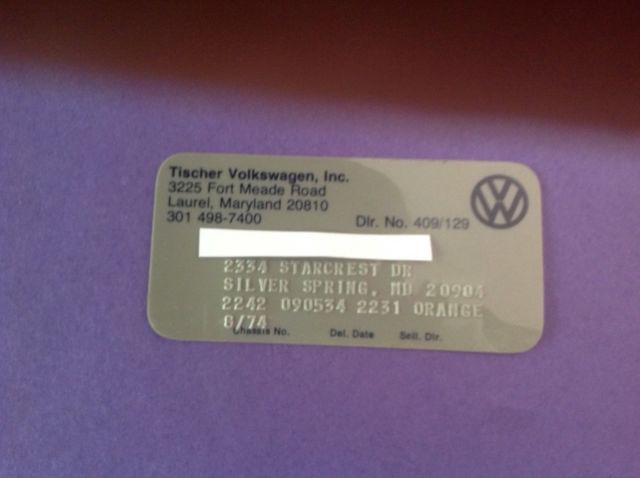 Tischer Volkswagen, Inc.
3225 Fort Meade Road
Laurel, Maryland 20810
301 498-7400
Dlr. No. 409/129
2334 STARCREST DR
SILVER SPRING, MD 20904
2242 090534 2231 ORANGE
8/74
Chassis No. Del. Date Sell. Dlr.